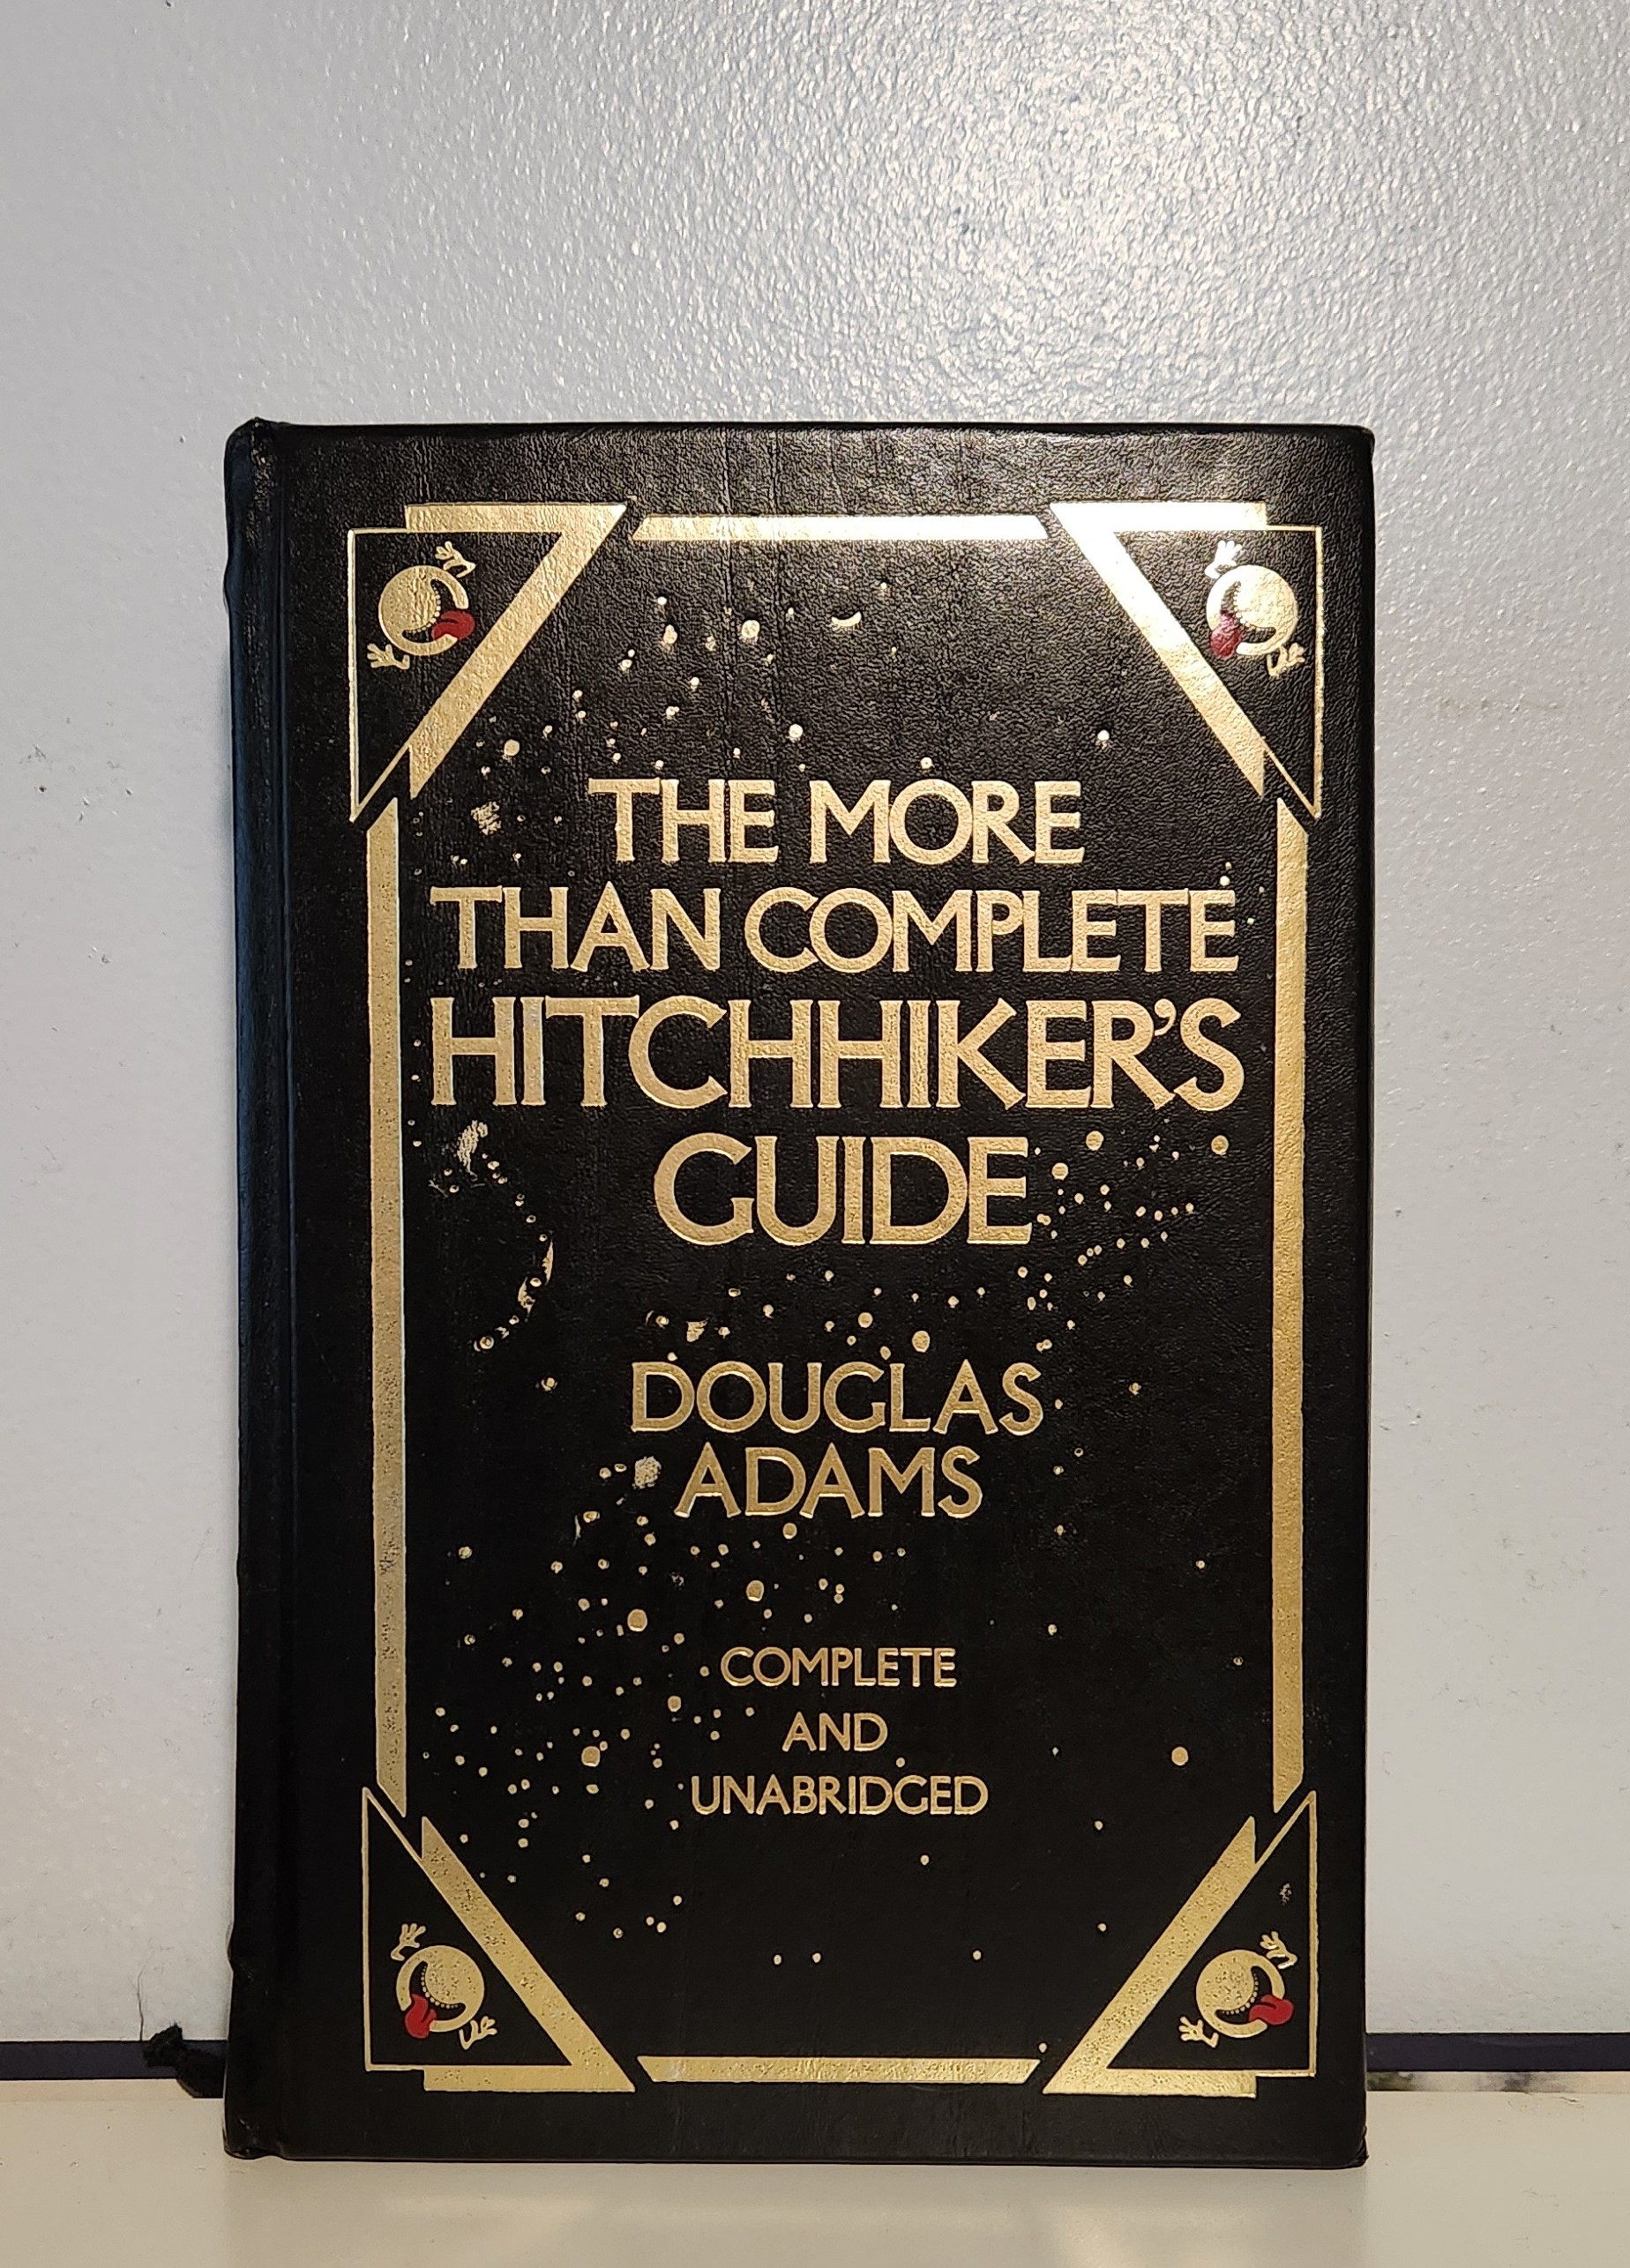 THE MORE
THAN COMPLETE
HITCHHIKER'S
GUIDE
DOUGLAS
ADAMS
COMPLETE
AND
UNABRIDGED